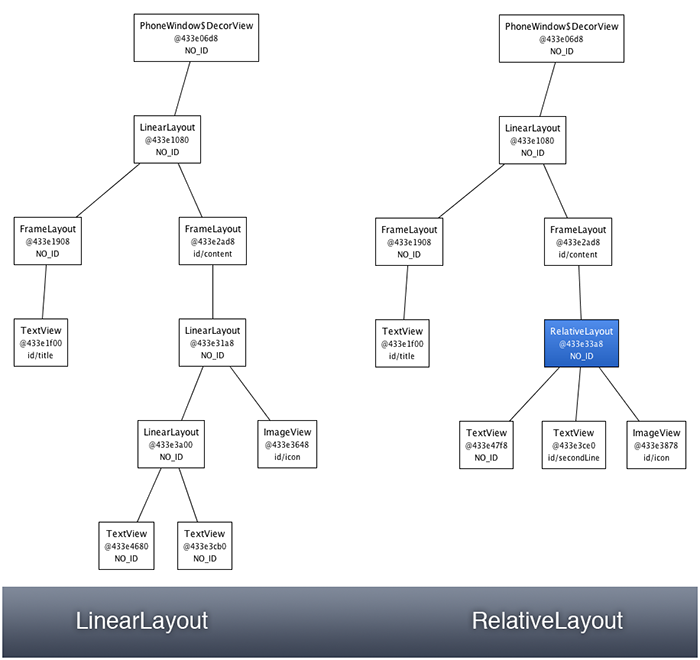 PhoneWindow$DecorView
@433e06d8
NO_ID
LinearLayout
@433e1080
NO_ID
FrameLayout
@433e1908
NO_ID
FrameLayout
@433e2ad8
id/content
TextView
@433e1f00
id/title
LinearLayout
@433e31a8
NO_ID
LinearLayout
@433e3a00
NO_ID
ImageView
@433e3648
id/icon
TextView
@433e4680
NO_ID
TextView
@433e3cb0
NO_ID
LinearLayout
PhoneWindow$DecorView
@433e06d8
NO_ID
LinearLayout
@433e1080
NO_ID
FrameLayout
@433e1908
NO_ID
FrameLayout
@433e2ad8
id/content
TextView
@433e1f00
id/title
RelativeLayout
@433e33a8
NO_ID
TextView
@433e47f8
NO_ID
TextView
@433e3ce0
id/secondLine
ImageView
@433e3878
id/icon
RelativeLayout